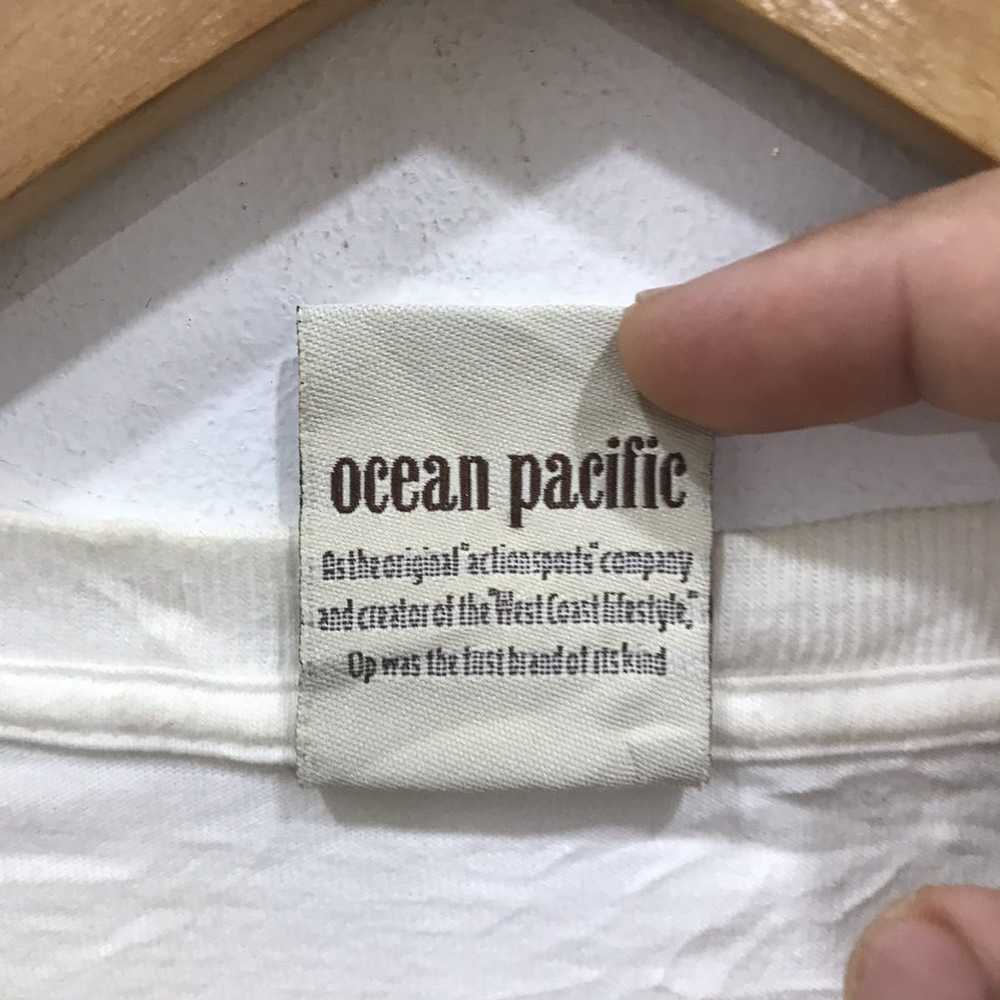 ocean pacific
As the original "action sports" company
and creator of the "West Coast lifestyle,"
Op was the first brand of its kind